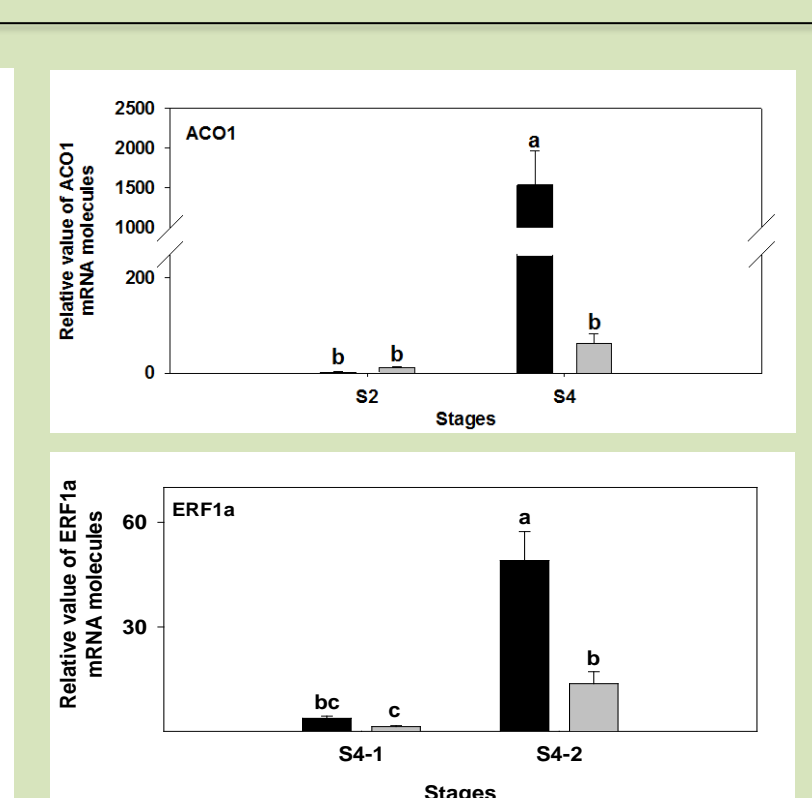 Relative value of ACO1
mRNA molecules
2500
2000
1500
1000
200
0
ACO1
a
b
b
b
S2
S4
Stages
Relative value of ERF1a
mRNA molecules
60
30
ERF1a
a
b
bc
c
S4-1
S4-2
Stages